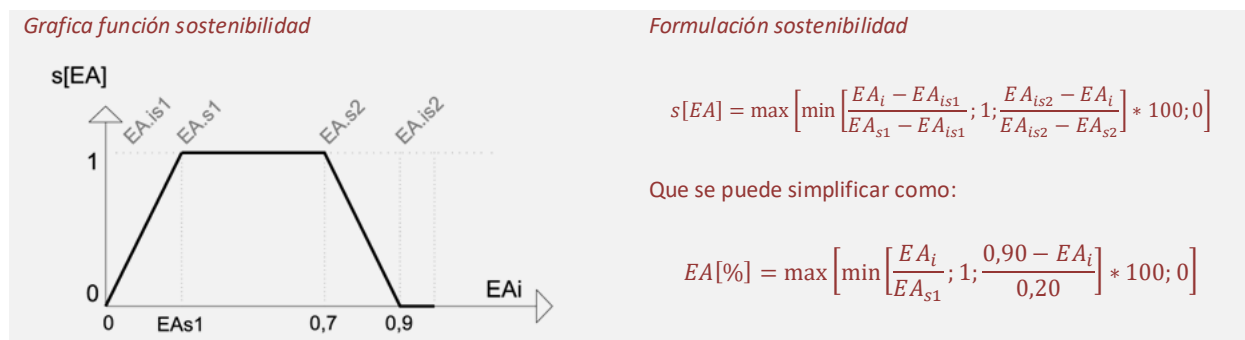 Grafica función sostenibilidad
s[EA]
EA.is1
EA.s1
EA.s2
EA.is2
1
0
EAi
0
EAs1
0,7
0,9
Formulación sostenibilidad
s[EA] = max [min [(EA_i − EA_is1)/(EA_s1 − EA_is1); 1; (EA_is2 − EA_i)/(EA_is2 − EA_s2)] * 100; 0]
Que se puede simplificar como:
EA[%] = max [min [EA_i/EA_s1; 1; (0,90 − EA_i)/0,20] * 100; 0]